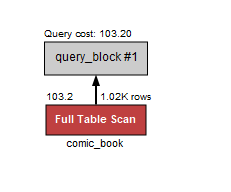 Query cost: 103.20
query_block #1
103.2 1.02K rows
Full Table Scan
comic_book